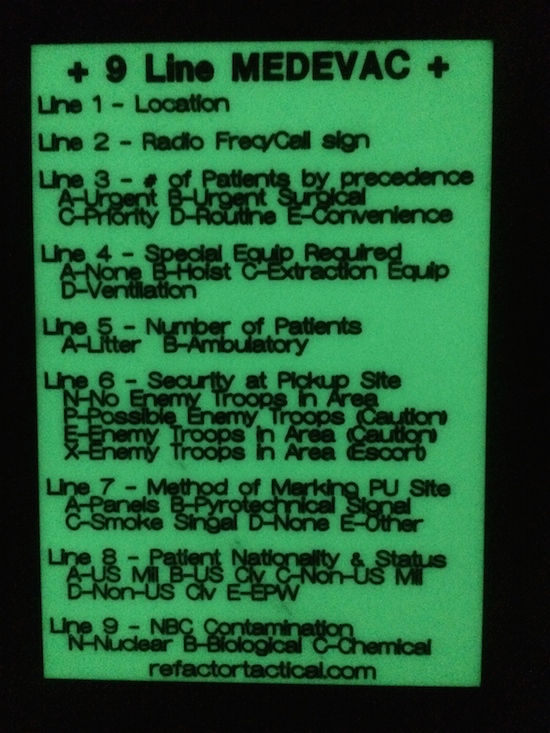 + 9 Line MEDEVAC +
Line 1 - Location
Line 2 - Radio Freq/Call sign
Line 3 - # of Patients by precedence
A-Urgent B-Urgent Surgical
C-Priority D-Routine E-Convenience
Line 4 - Special Equip Required
A-None B-Hoist C-Extraction Equip
D-Ventilation
Line 5 - Number of Patients
A-Litter B-Ambulatory
Line 6 - Security at Pickup Site
N-No Enemy Troops in Area
P-Possible Enemy Troops (Caution)
E-Enemy Troops in Area (Caution)
X-Enemy Troops in Area (Escort)
Line 7 - Method of Marking PU Site
A-Panels B-Pyrotechnical Signal
C-Smoke Singal D-None E-Other
Line 8 - Patient Nationality & Status
A-US Mil B-US Civ C-Non-US Mil
D-Non-US Civ E-EPW
Line 9 - NBC Contamination
N-Nuclear B-Biological C-Chemical
refactortactical.com